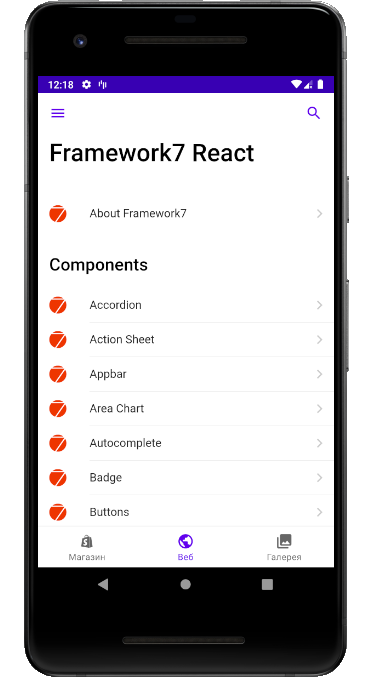 12:18
Framework7 React
About Framework7
Components
Accordion
Action Sheet
Appbar
Area Chart
Autocomplete
Badge
Buttons
Магазин
Веб
Галерея